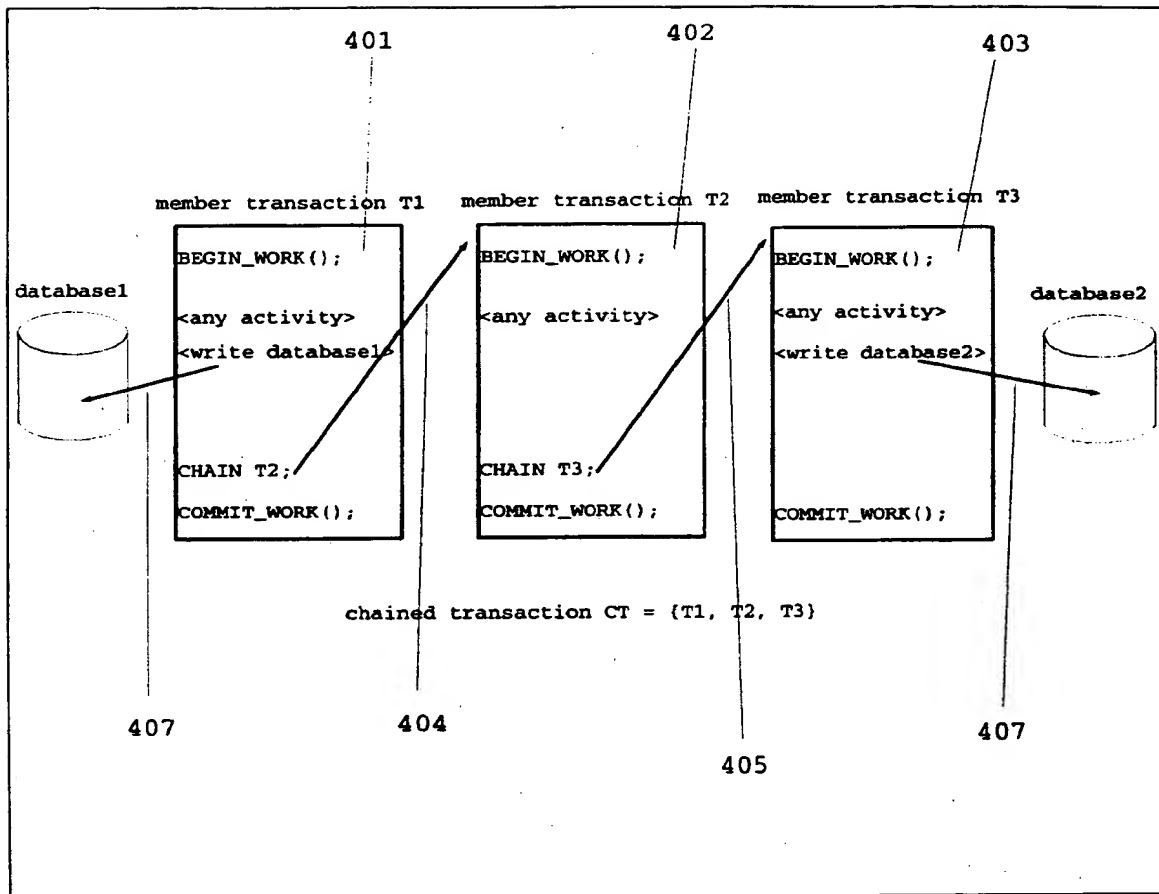 401
402
403
member transaction T1
member transaction T2
member transaction T3
database1
BEGIN_WORK();
<any activity>
<write database1>
CHAIN T2;
COMMIT_WORK();
BEGIN_WORK();
<any activity>
CHAIN T3;
COMMIT_WORK();
BEGIN_WORK();
<any activity>
<write database2>
COMMIT_WORK();
database2
chained transaction CT = {T1, T2, T3}
407
404
405
407